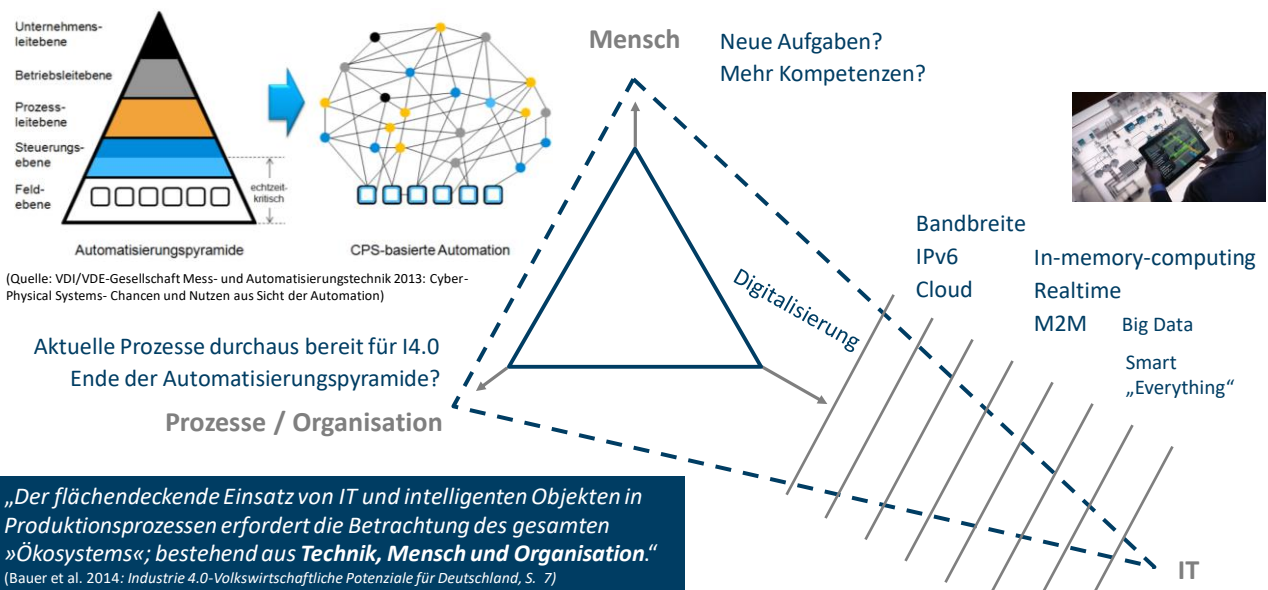 Unternehmens-
leitebene
Betriebsleitebene
Prozess-
leitebene
Steuerungs-
ebene
Feld-
ebene
echtzeit-
kritisch
Automatisierungspyramide
CPS-basierte Automation
(Quelle: VDI/VDE-Gesellschaft Mess- und Automatisierungstechnik 2013: Cyber-
Physical Systems- Chancen und Nutzen aus Sicht der Automation)
Mensch
Neue Aufgaben?
Mehr Kompetenzen?
Digitalisierung
Bandbreite
IPv6
Cloud
In-memory-computing
Realtime
M2M
Big Data
Smart
„Everything“
Aktuelle Prozesse durchaus bereit für I4.0
Ende der Automatisierungspyramide?
Prozesse / Organisation
IT
„Der flächendeckende Einsatz von IT und intelligenten Objekten in
Produktionsprozessen erfordert die Betrachtung des gesamten
»Ökosystems«; bestehend aus Technik, Mensch und Organisation.“
(Bauer et al. 2014: Industrie 4.0-Volkswirtschaftliche Potenziale für Deutschland, S. 7)